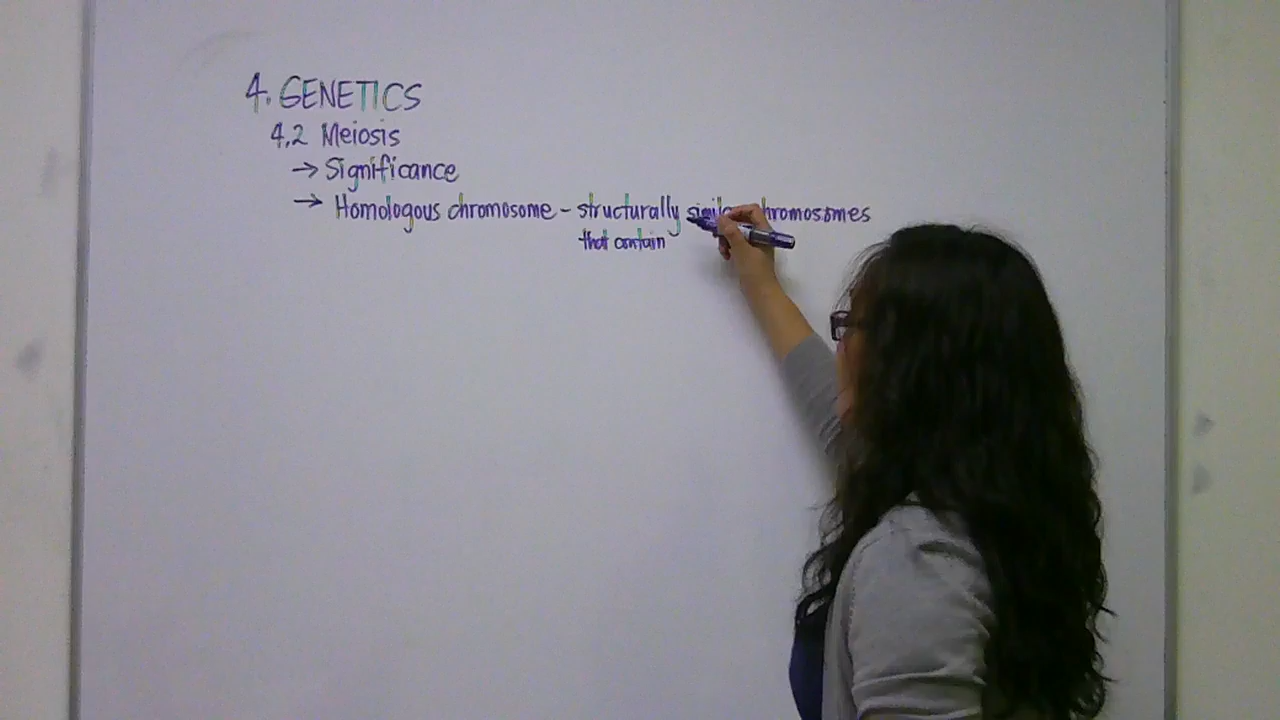 4. GENETICS
4.2 Meiosis
→ Significance
→ Homologous chromosome - structurally chromosomes
that contain